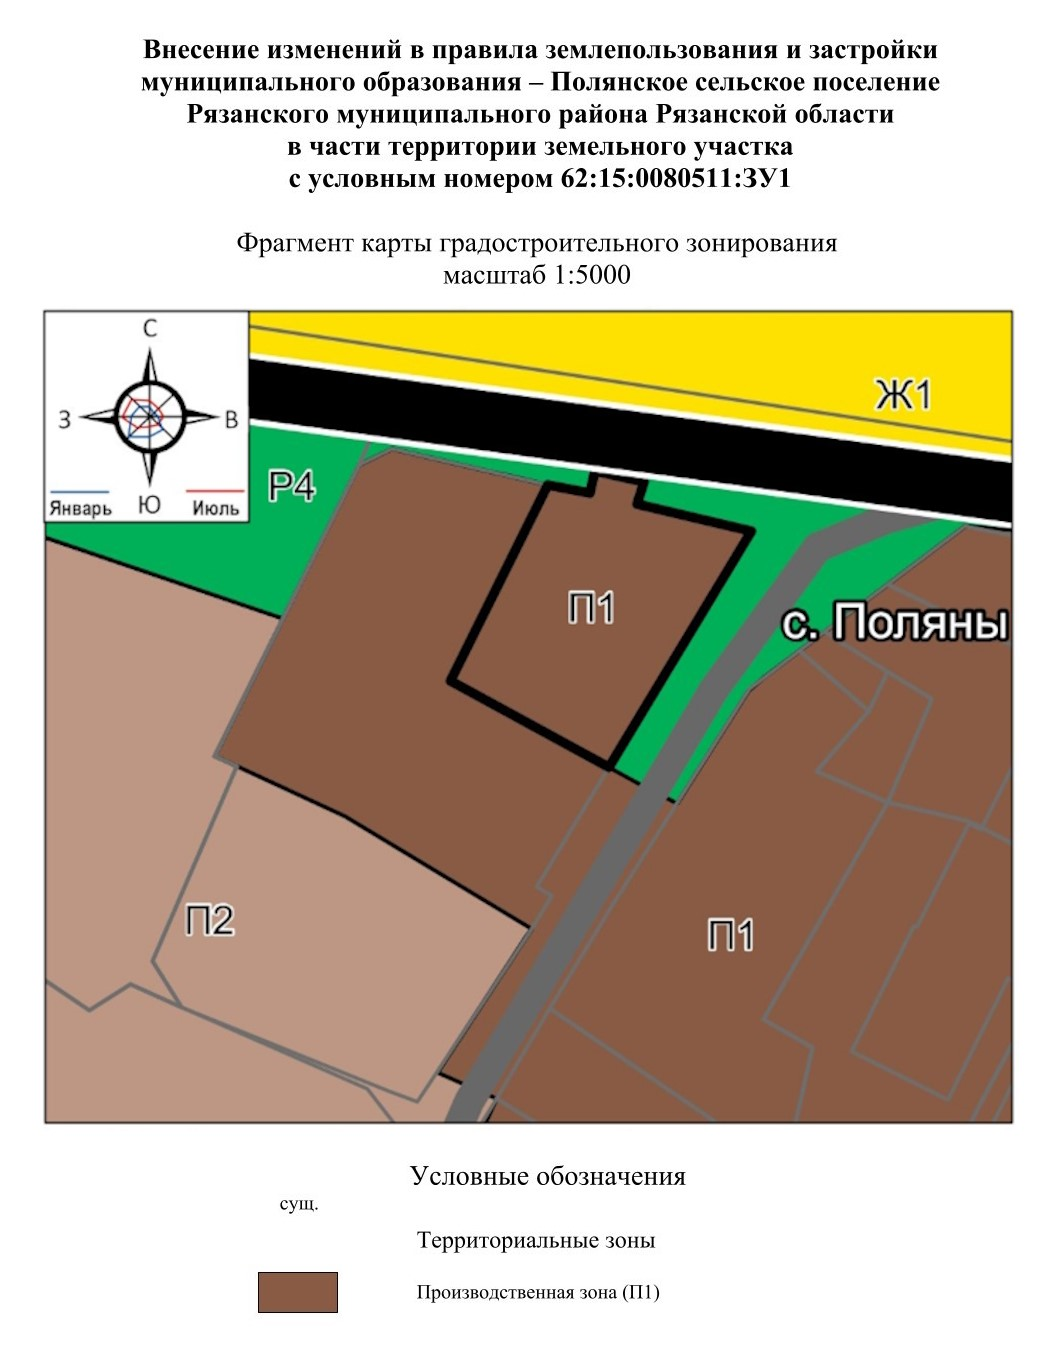 Внесение изменений в правила землепользования и застройки
муниципального образования – Полянское сельское поселение
Рязанского муниципального района Рязанской области
в части территории земельного участка
с условным номером 62:15:0080511:ЗУ1
Фрагмент карты градостроительного зонирования
масштаб 1:5000
С
З
В
Ю
Январь
Июль
Ж1
Р4
П1
с. Поляны
П2
П1
Условные обозначения
сущ.
Территориальные зоны
Производственная зона (П1)